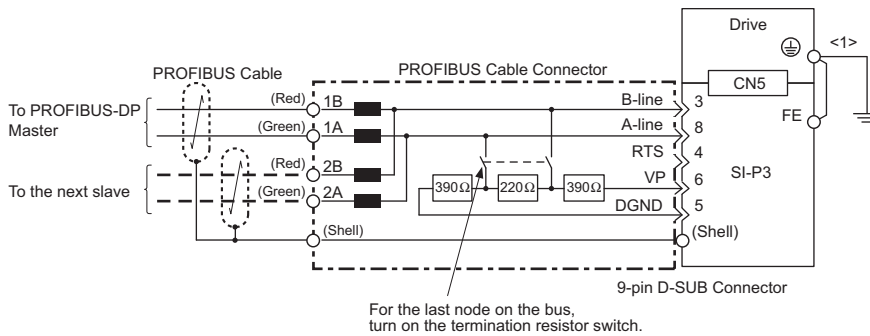 Drive
<1>
PROFIBUS Cable
PROFIBUS Cable Connector
CN5
To PROFIBUS-DP
Master
(Red)
1B
B-line
3
FE
(Green)
1A
A-line
8
RTS
4
SI-P3
(Red)
2B
VP
6
To the next slave
(Green)
2A
390Ω
220Ω
390Ω
DGND
5
(Shell)
(Shell)
9-pin D-SUB Connector
For the last node on the bus,
turn on the termination resistor switch.